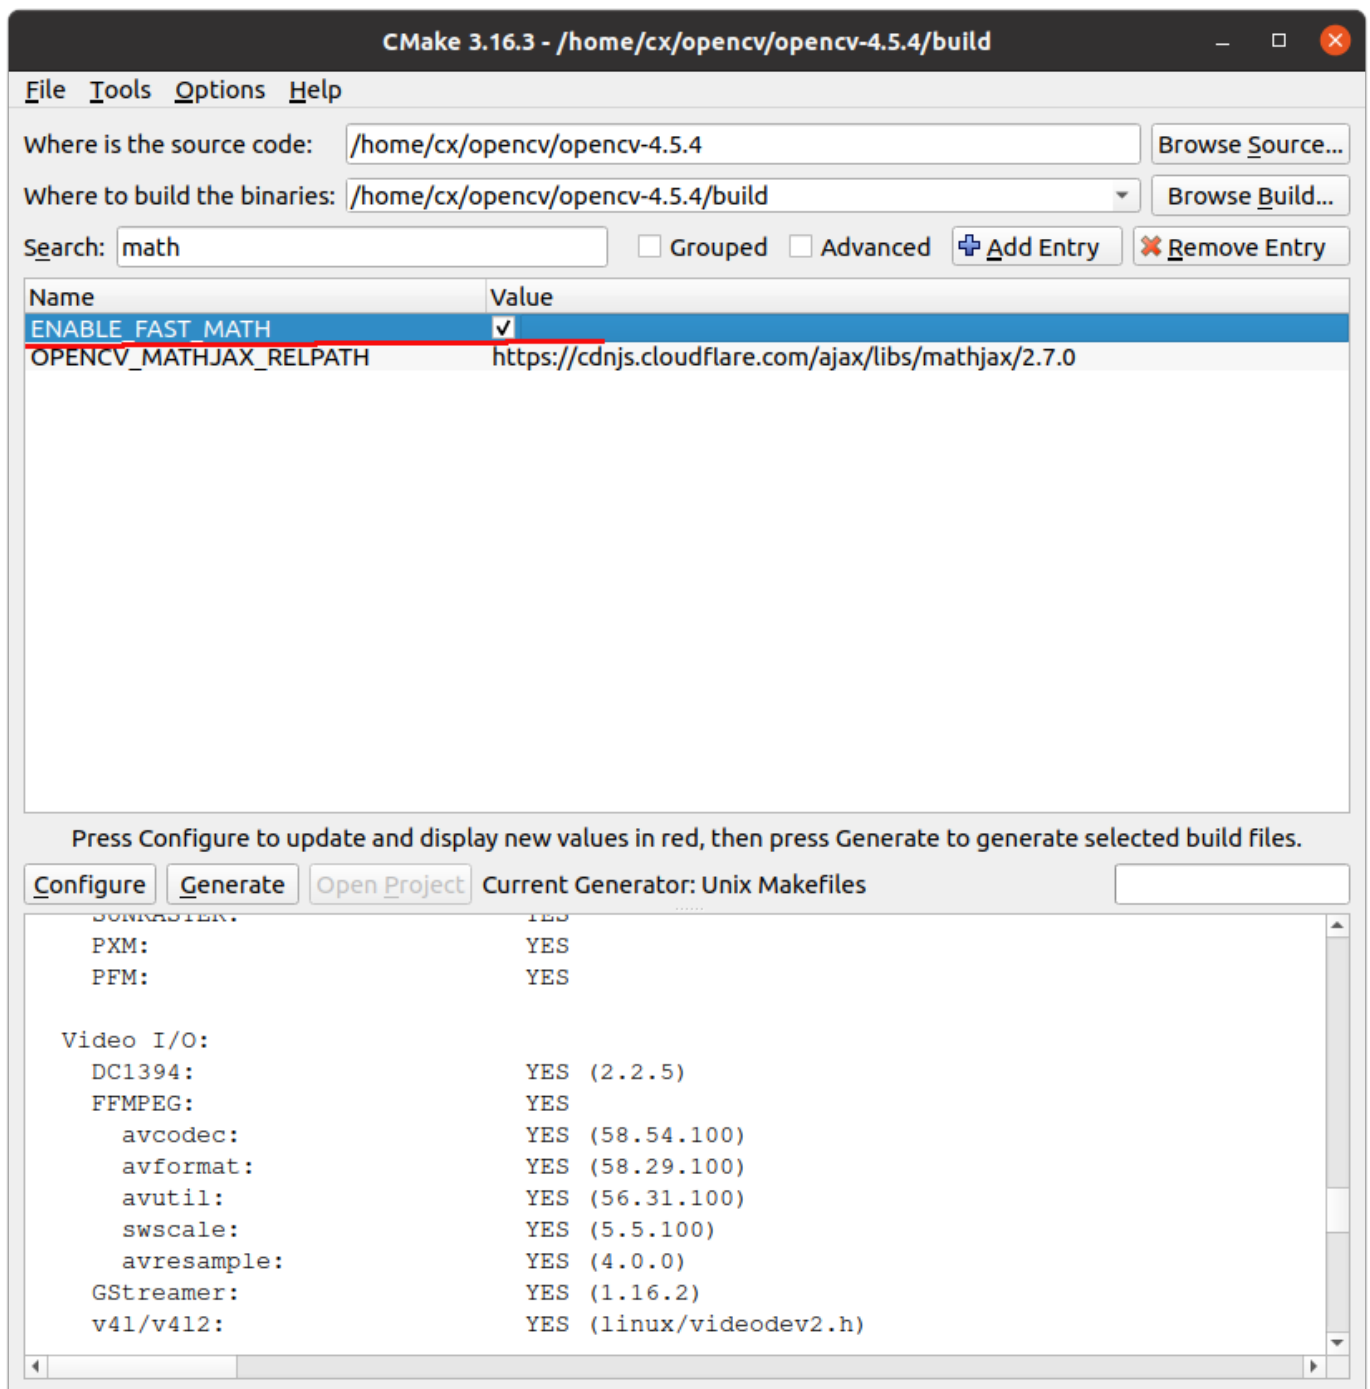 CMake 3.16.3 - /home/cx/opencv/opencv-4.5.4/build
File Tools Options Help
Where is the source code: /home/cx/opencv/opencv-4.5.4 Browse Source...
Where to build the binaries: /home/cx/opencv/opencv-4.5.4/build Browse Build...
Search: math Grouped Advanced Add Entry Remove Entry
Name Value
ENABLE_FAST_MATH
OPENCV_MATHJAX_RELPATH https://cdnjs.cloudflare.com/ajax/libs/mathjax/2.7.0
Press Configure to update and display new values in red, then press Generate to generate selected build files.
Configure Generate Open Project Current Generator: Unix Makefiles
SUNRASTER: YES
PXM: YES
PFM: YES
Video I/O:
DC1394: YES (2.2.5)
FFMPEG: YES
avcodec: YES (58.54.100)
avformat: YES (58.29.100)
avutil: YES (56.31.100)
swscale: YES (5.5.100)
avresample: YES (4.0.0)
GStreamer: YES (1.16.2)
v4l/v4l2: YES (linux/videodev2.h)